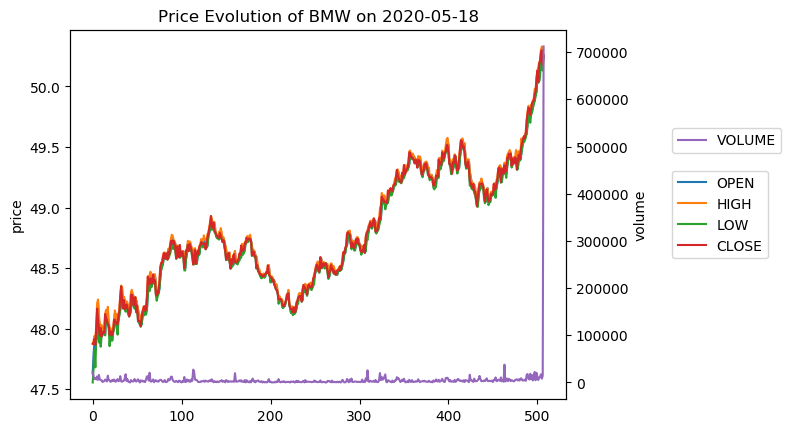 Price Evolution of BMW on 2020-05-18
price
50.0
49.5
49.0
48.5
48.0
47.5
0
100
200
300
400
500
700000
600000
500000
400000
300000
200000
100000
0
volume
VOLUME
OPEN
HIGH
LOW
CLOSE